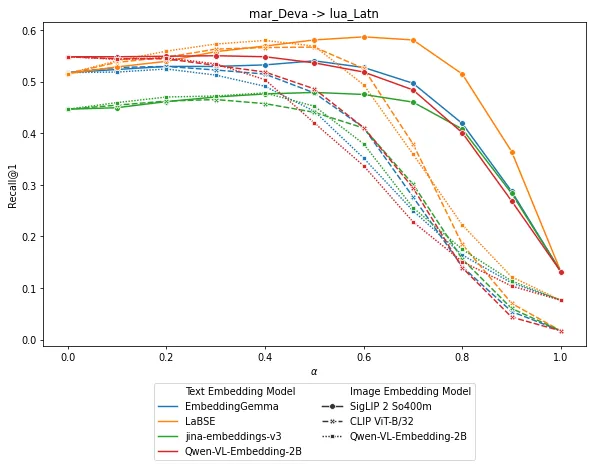 mar_Deva -> lua_Latn
Recall@1
0.6
0.5
0.4
0.3
0.2
0.1
0.0
0.0 0.2 0.4 0.6 0.8 1.0
α
Text Embedding Model
EmbeddingGemma
LaBSE
jina-embeddings-v3
Qwen-VL-Embedding-2B
Image Embedding Model
SigLIP 2 So400m
CLIP ViT-B/32
Qwen-VL-Embedding-2B